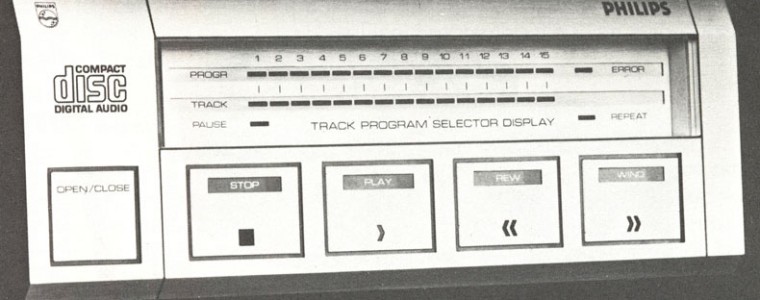 PHILIPS
COMPACT
disc
DIGITAL AUDIO
1 2 3 4 5 6 7 8 9 10 11 12 13 14 15
PROGR ERROR
TRACK
PAUSE TRACK PROGRAM SELECTOR DISPLAY REPEAT
OPEN/CLOSE
STOP PLAY REW WIND